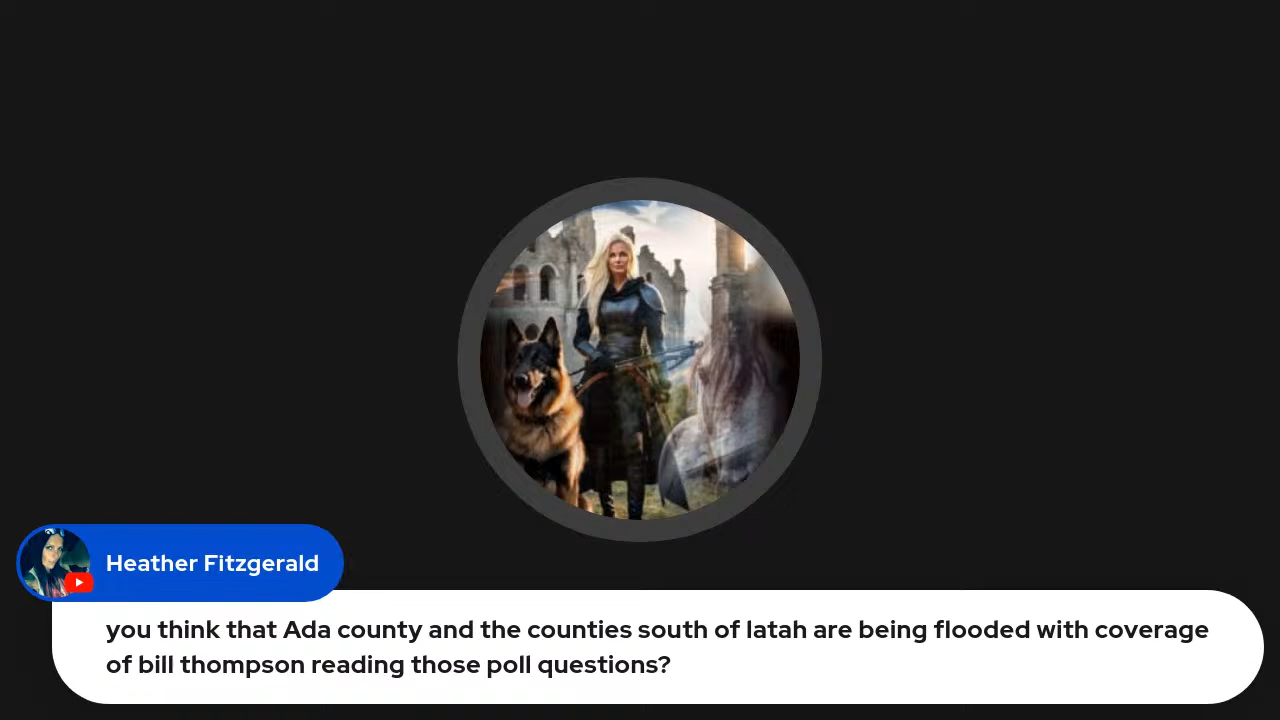 Heather Fitzgerald
you think that Ada county and the counties south of latah are being flooded with coverage
of bill thompson reading those poll questions?